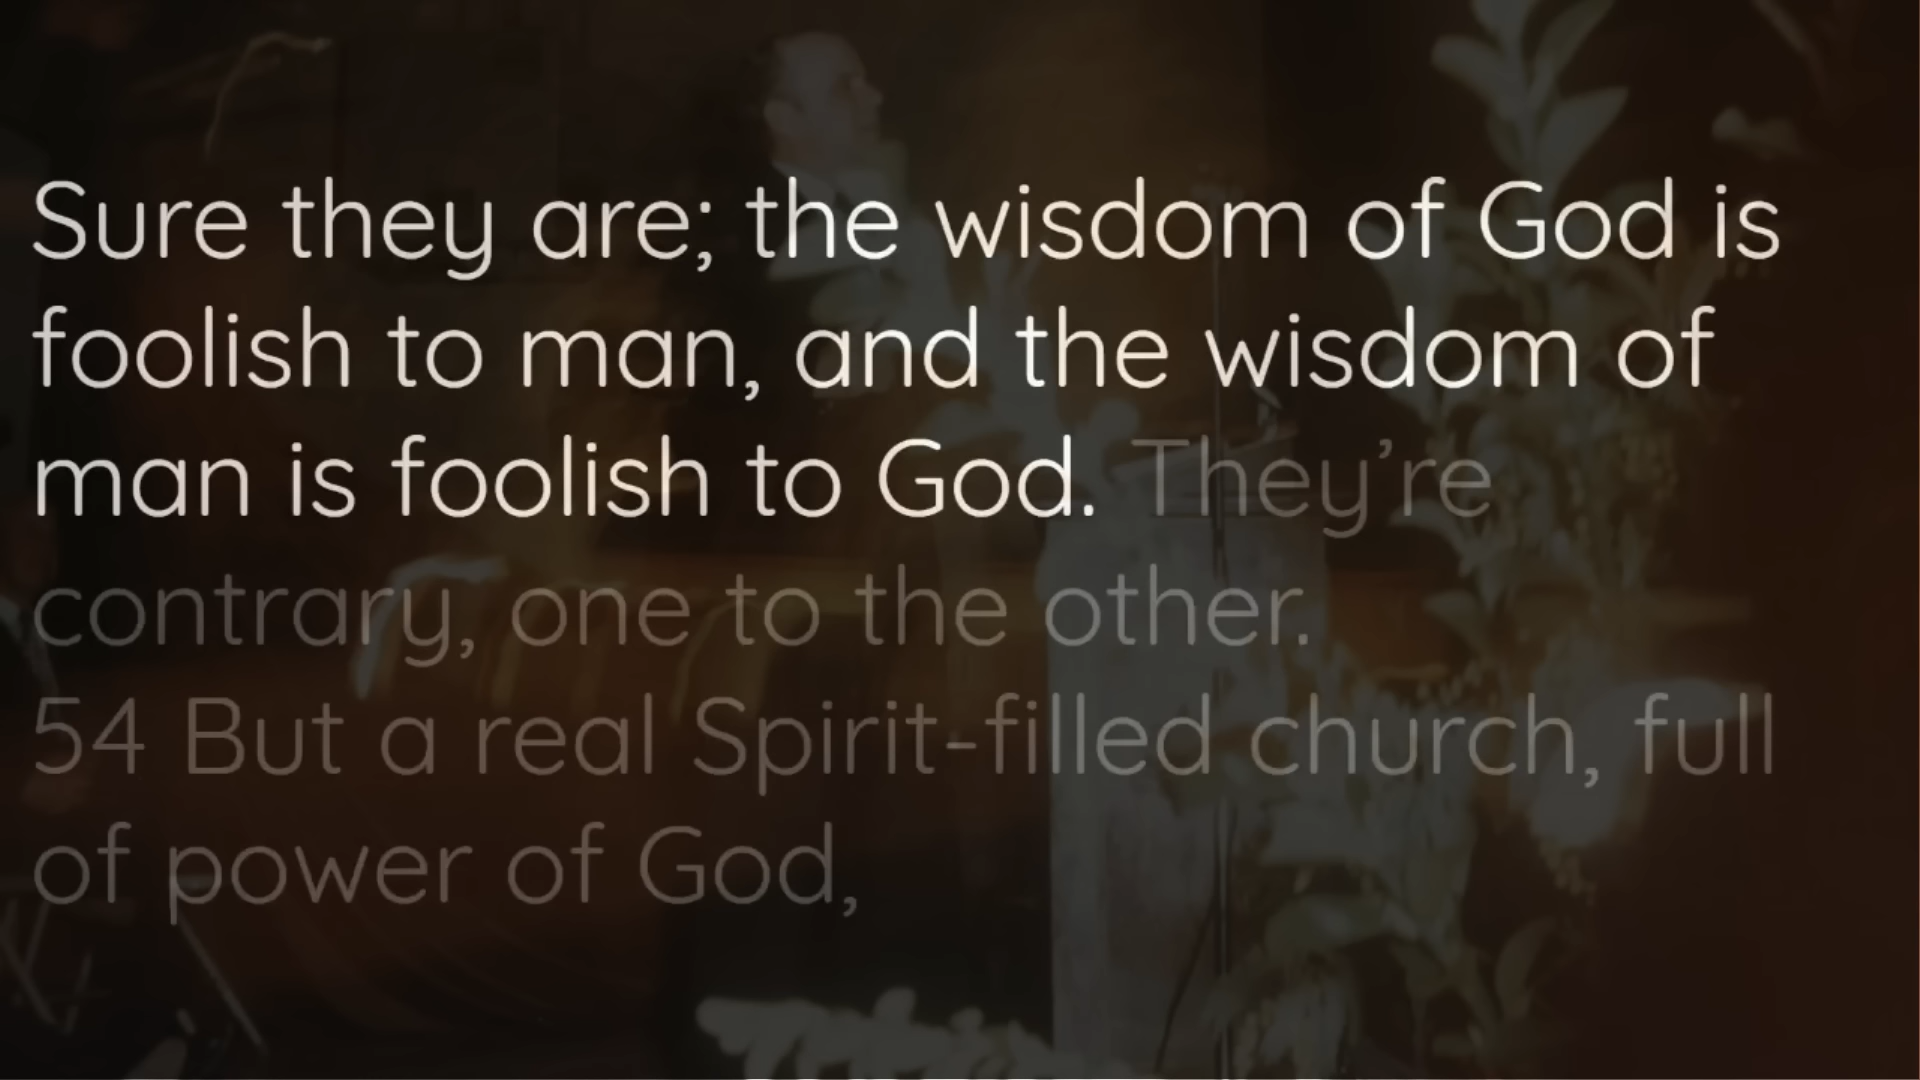 Sure they are; the wisdom of God is
foolish to man, and the wisdom of
man is foolish to God. They’re
contrary, one to the other.
54 But a real Spirit-filled church, full
of power of God,